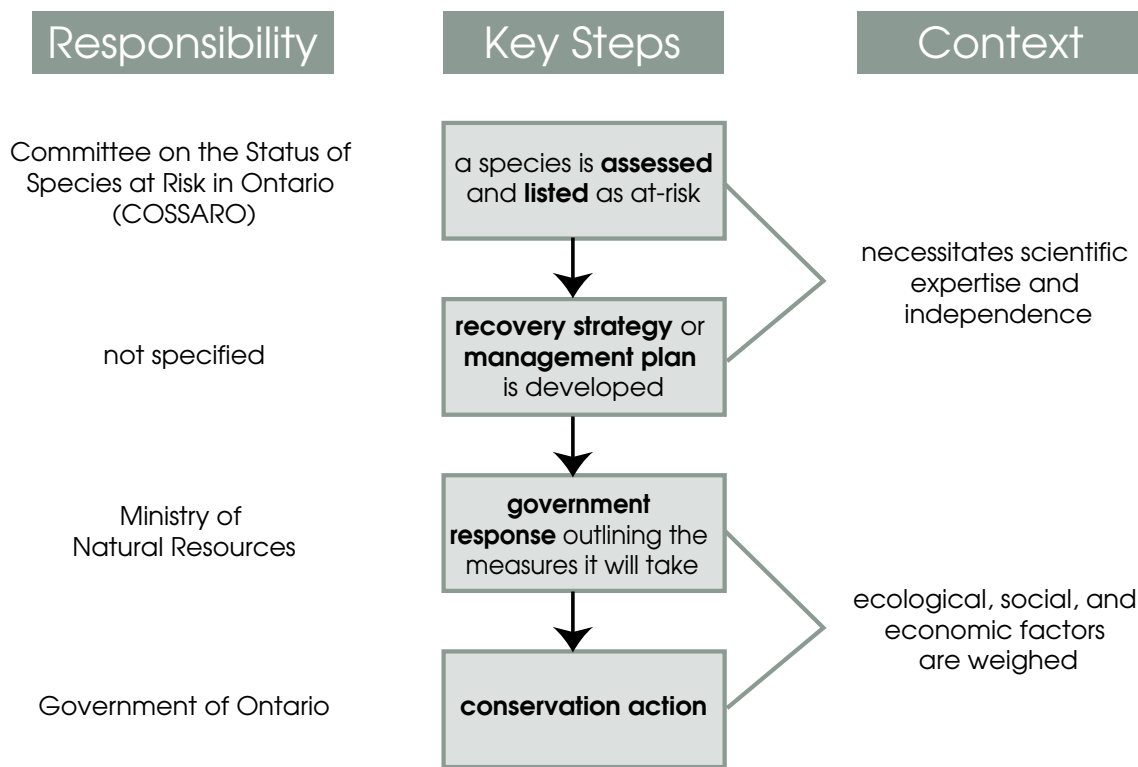 Responsibility
Key Steps
Context
Committee on the Status of
Species at Risk in Ontario
(COSSARO)
a species is assessed
and listed as at-risk
necessitates scientific
expertise and
independence
not specified
recovery strategy or
management plan
is developed
Ministry of
Natural Resources
government
response outlining the
measures it will take
ecological, social, and
economic factors
are weighed
Government of Ontario
conservation action